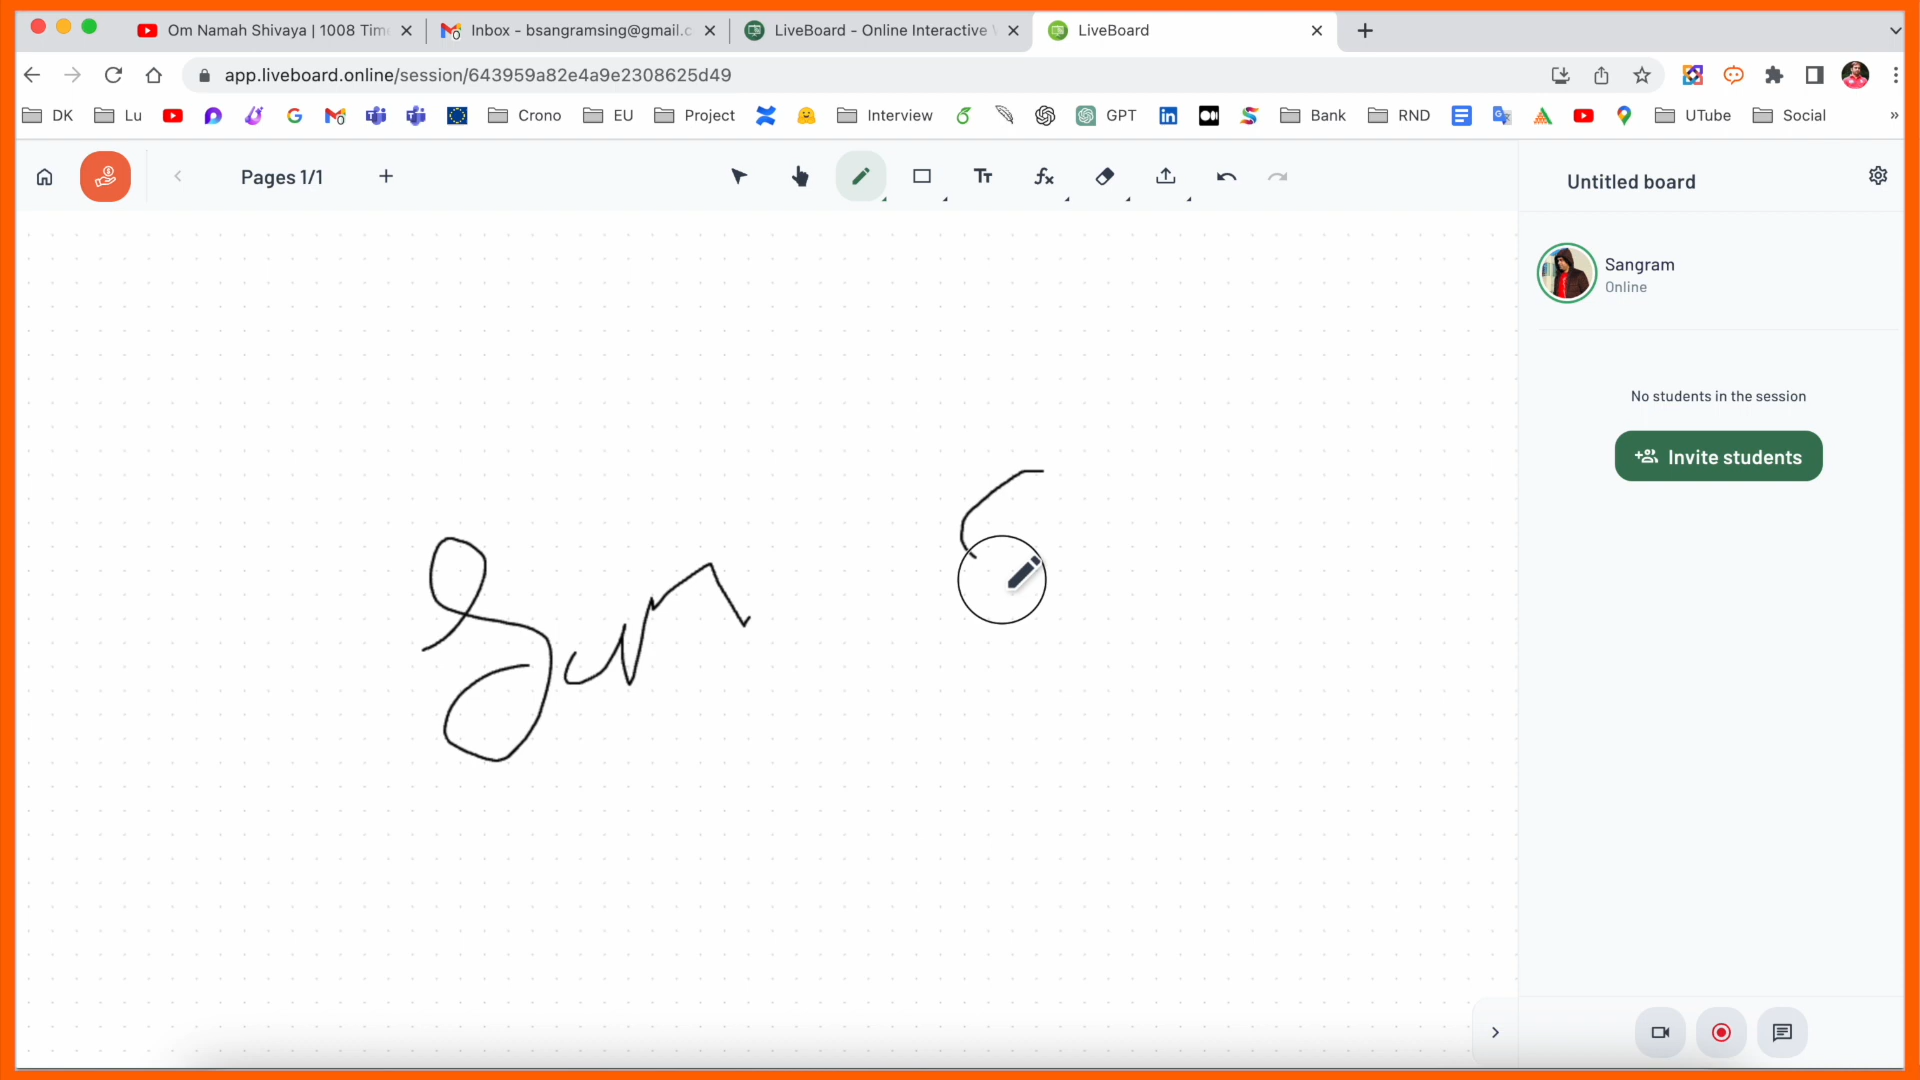 Om Namah Shivaya | 1008 Tim
Inbox - bsangramsing@gmail.c
LiveBoard - Online Interactive
LiveBoard
app.liveboard.online/session/643959a82e4a9e2308625d49
DK
Lu
Crono
EU
Project
Interview
GPT
Bank
RND
UTube
Social
»
Pages 1/1
Untitled board
Sangram
Online
No students in the session
Invite students
San